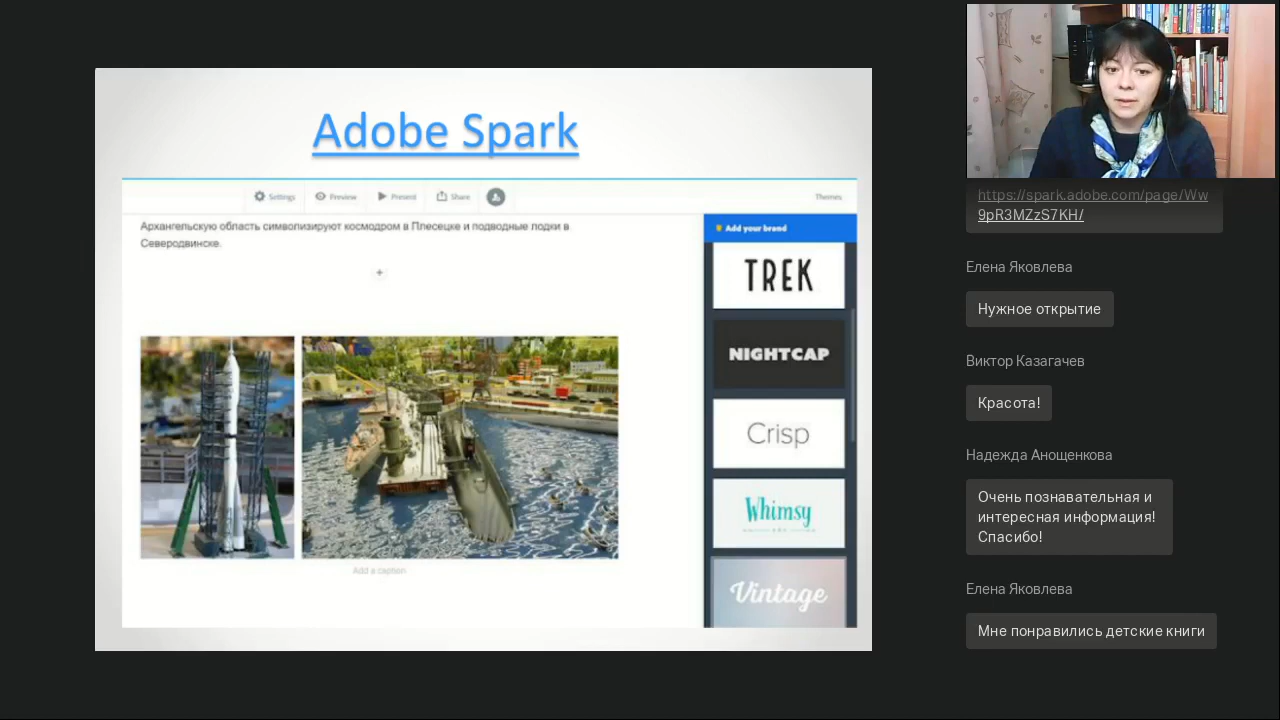 Adobe Spark
Settings
Preview
Present
Share
Themes
Архангельскую область символизируют космодром в Плесецке и подводные лодки в
Северодвинске.
+
Add a caption
Add your brand
TREK
NIGHTCAP
Crisp
Whimsy
Vintage
https://spark.adobe.com/page/Ww
9pR3MZzS7KH/
Елена Яковлева
Нужное открытие
Виктор Казагачев
Красота!
Надежда Анощенкова
Очень познавательная и
интересная информация!
Спасибо!
Елена Яковлева
Мне понравились детские книги